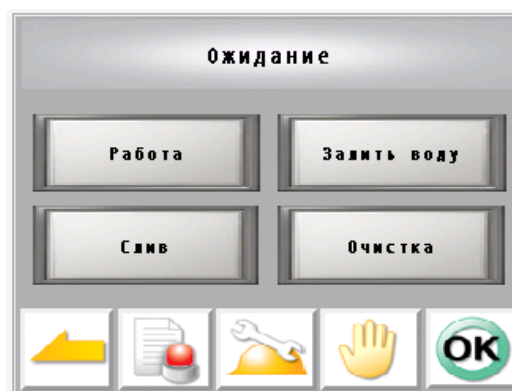 Ожидание
Работа
Залить воду
Слив
Очистка
OK